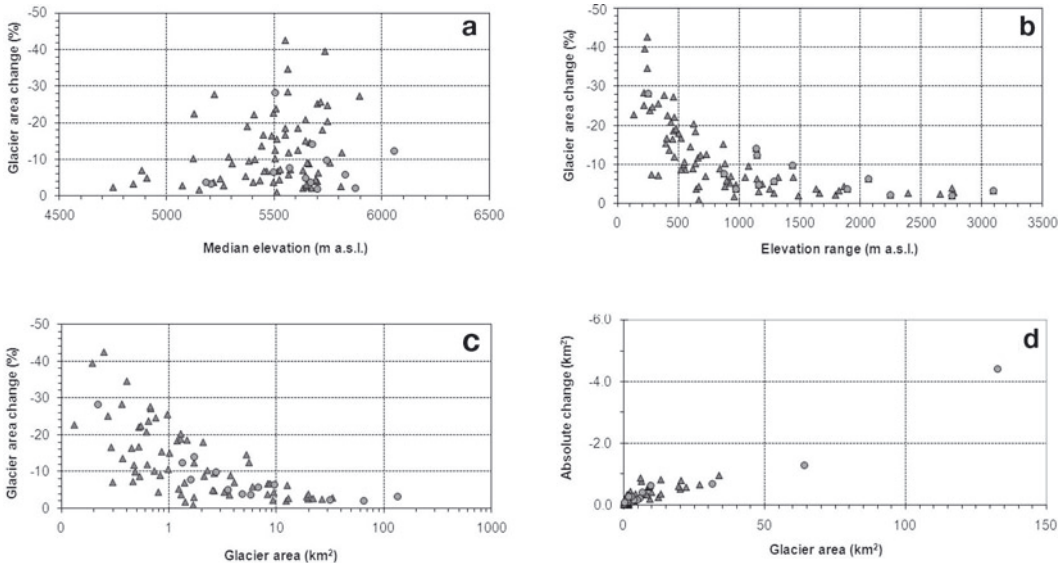 a
Glacier area change (%)
-50
-40
-30
-20
-10
0
4500 5000 5500 6000 6500
Median elevation (m a.s.l.)
b
Glacier area change (%)
-50
-40
-30
-20
-10
0
0 500 1000 1500 2000 2500 3000 3500
Elevation range (m a.s.l.)
c
Glacier area change (%)
-50
-40
-30
-20
-10
0
0 1 10 100 1000
Glacier area (km²)
d
Absolute change (km²)
-6.0
-4.0
-2.0
-0.0
0 50 100 150
Glacier area (km²)